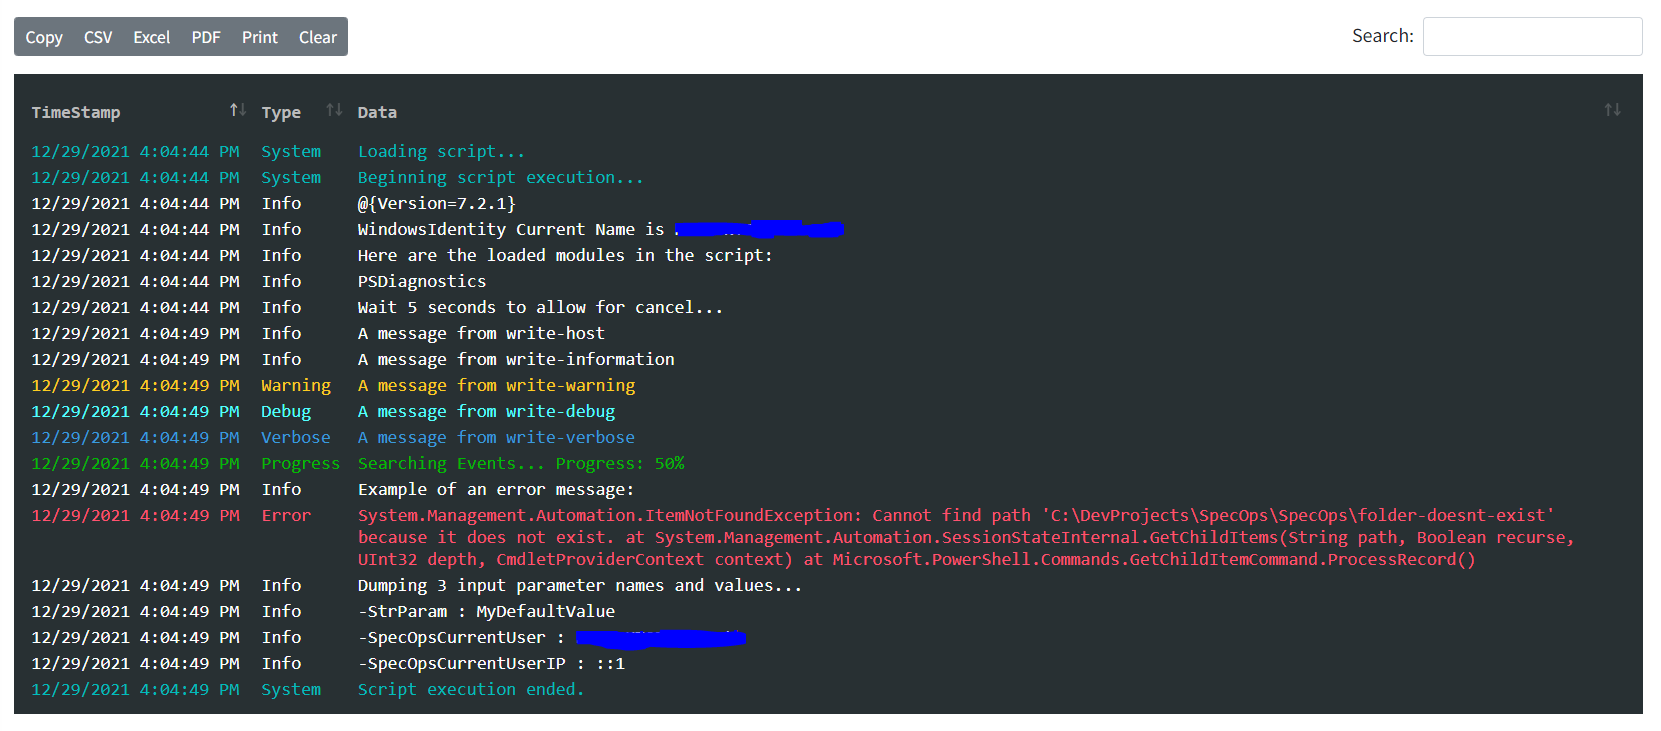 Copy CSV Excel PDF Print Clear Search:
TimeStamp Type Data
12/29/2021 4:04:44 PM System Loading script...
12/29/2021 4:04:44 PM System Beginning script execution...
12/29/2021 4:04:44 PM Info @{Version=7.2.1}
12/29/2021 4:04:44 PM Info WindowsIdentity Current Name is
12/29/2021 4:04:44 PM Info Here are the loaded modules in the script:
12/29/2021 4:04:44 PM Info PSDiagnostics
12/29/2021 4:04:44 PM Info Wait 5 seconds to allow for cancel...
12/29/2021 4:04:49 PM Info A message from write-host
12/29/2021 4:04:49 PM Info A message from write-information
12/29/2021 4:04:49 PM Warning A message from write-warning
12/29/2021 4:04:49 PM Debug A message from write-debug
12/29/2021 4:04:49 PM Verbose A message from write-verbose
12/29/2021 4:04:49 PM Progress Searching Events... Progress: 50%
12/29/2021 4:04:49 PM Info Example of an error message:
12/29/2021 4:04:49 PM Error System.Management.Automation.ItemNotFoundException: Cannot find path 'C:\DevProjects\SpecOps\SpecOps\folder-doesnt-exist'
because it does not exist. at System.Management.Automation.SessionStateInternal.GetChildItems(String path, Boolean recurse,
UInt32 depth, CmdletProviderContext context) at Microsoft.PowerShell.Commands.GetChildItemCommand.ProcessRecord()
12/29/2021 4:04:49 PM Info Dumping 3 input parameter names and values...
12/29/2021 4:04:49 PM Info -StrParam : MyDefaultValue
12/29/2021 4:04:49 PM Info -SpecOpsCurrentUser :
12/29/2021 4:04:49 PM Info -SpecOpsCurrentUserIP : ::1
12/29/2021 4:04:49 PM System Script execution ended.